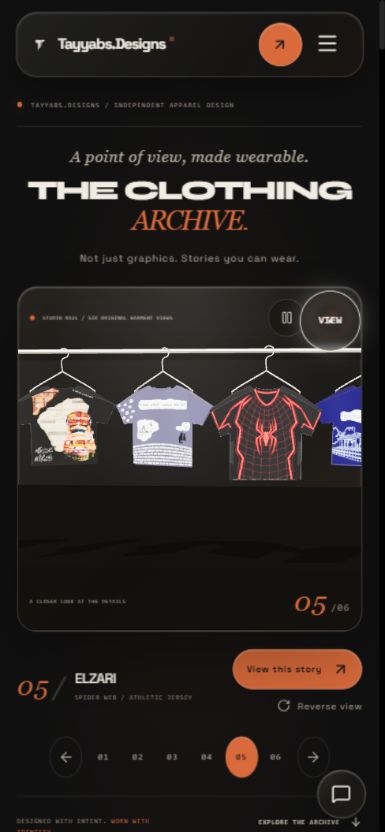 Tayyabs.Designs
TAYYABS.DESIGNS / INDEPENDENT APPAREL DESIGN
A point of view, made wearable.
THE CLOTHING
ARCHIVE.
Not just graphics. Stories you can wear.
STUDIO RAIL / SIX ORIGINAL GARMENT VIEWS
VIEW
A CLOSER LOOK AT THE DETAILS
05 /06
05/ ELZARI
SPIDER WEB / ATHLETIC JERSEY
View this story
Reverse view
01 02 03 04 05 06
DESIGNED WITH INTENT. WORN WITH
EXPLORE THE ARCHIVE